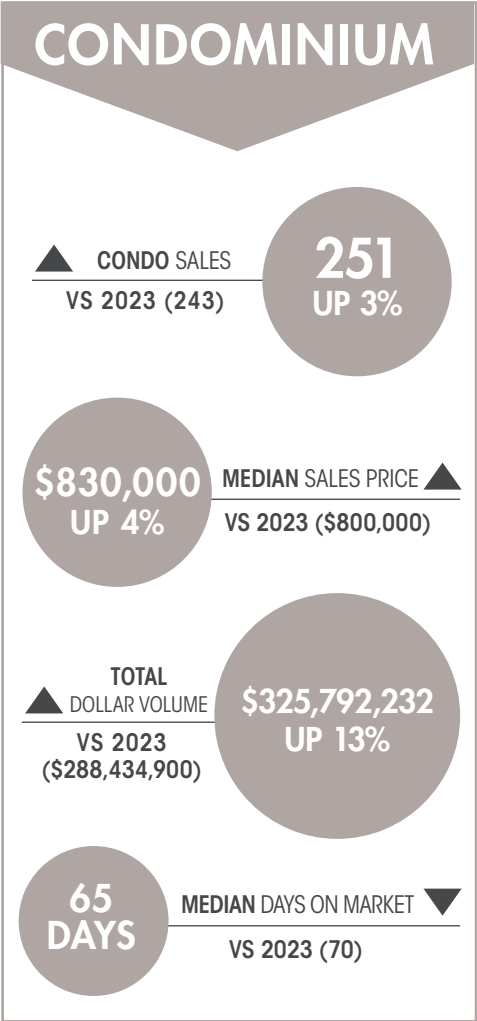 CONDOMINIUM
CONDO SALES
VS 2023 (243)
251
UP 3%
$830,000
UP 4%
MEDIAN SALES PRICE
VS 2023 ($800,000)
TOTAL
DOLLAR VOLUME
VS 2023
($288,434,900)
$325,792,232
UP 13%
65
DAYS
MEDIAN DAYS ON MARKET
VS 2023 (70)